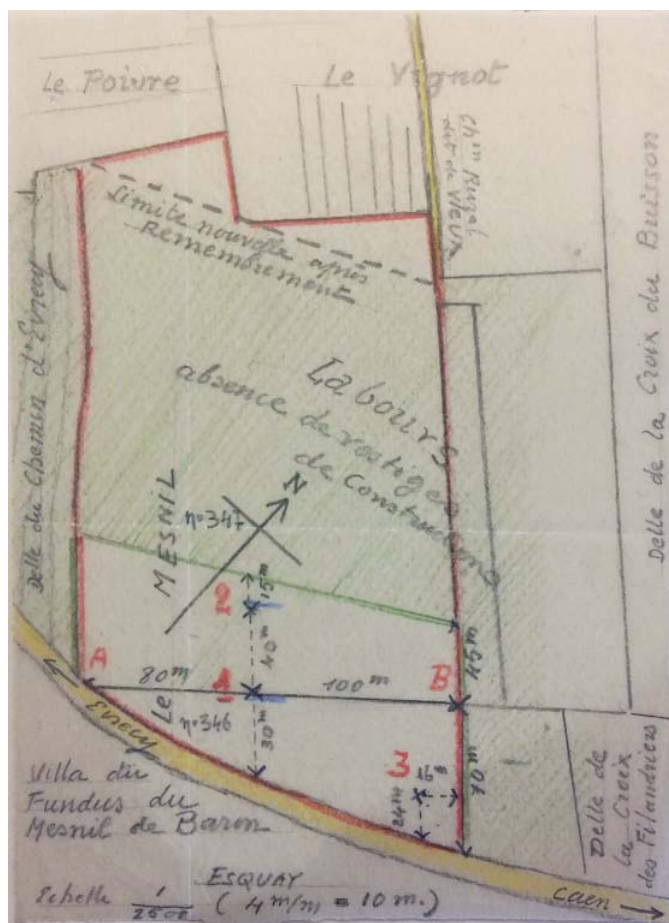 Le Poivre
Le Vignot
Chin Rural
dit de Vieux
Limite nouvelle après
Remembrement
Delle du Chemin d'Evrecy
Delle de la Croix du Buisson
Labours
absence de vestiges
de Constructions
N
n°347
LE MESNIL
2
15m
40m
45m
A
80m
1
100m
B
n°346
30m
3
16
24m
70m
Evrecy
Villa du
Fundus du
Mesnil de Baron
Delle de
la Croix
des Filandriers
ESQUAY
Caen
Echelle 1/2500 (4m/m = 10 m.)